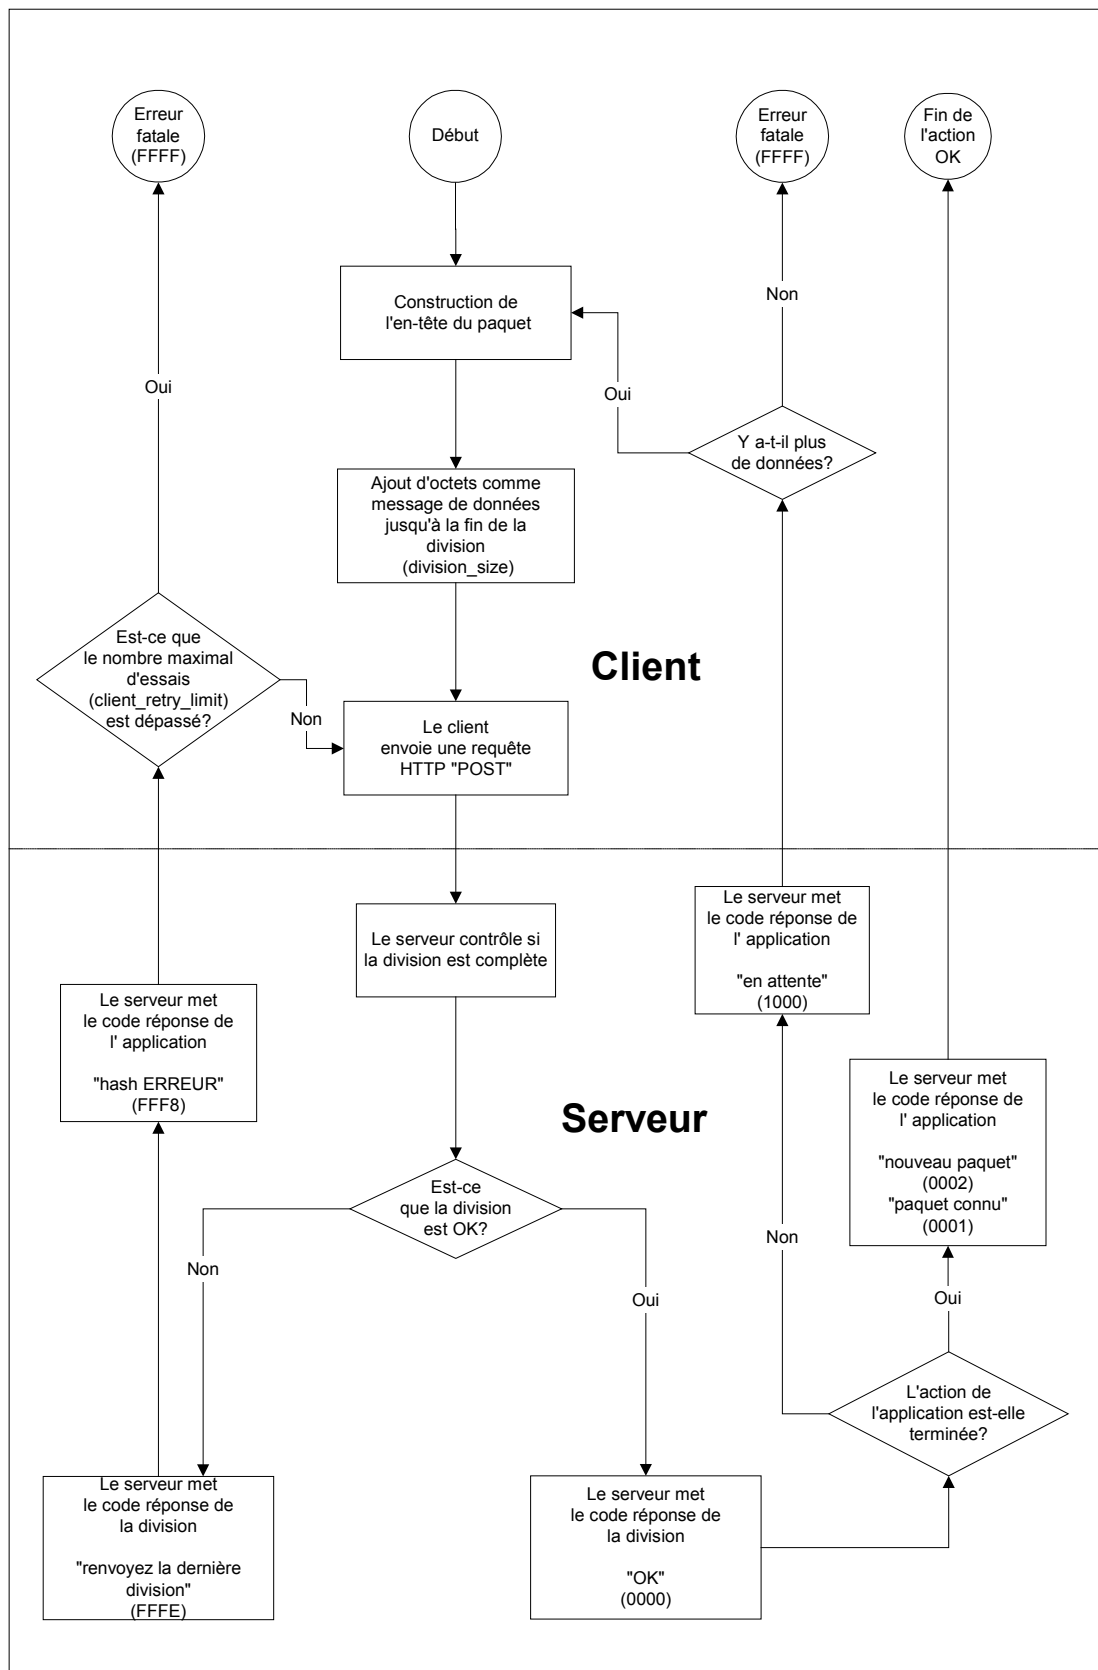 Erreur
fatale
(FFFF)
Début
Erreur
fatale
(FFFF)
Fin de
l'action
OK
Construction de
l'en-tête du paquet
Non
Oui
Oui
Y a-t-il plus
de données?
Ajout d'octets comme
message de données
jusqu'à la fin de la
division
(division_size)
Est-ce que
le nombre maximal
d'essais
(client_retry_limit)
est dépassé?
Client
Non
Le client
envoie une requête
HTTP "POST"
Le serveur met
le code réponse de
l' application
"en attente"
(1000)
Le serveur contrôle si
la division est complète
Le serveur met
le code réponse de
l' application
"hash ERREUR"
(FFF8)
Le serveur met
le code réponse de
l' application
"nouveau paquet"
(0002)
"paquet connu"
(0001)
Serveur
Est-ce
que la division
est OK?
Non
Non
Oui
Oui
L'action de
l'application est-elle
terminée?
Le serveur met
le code réponse de
la division
"renvoyez la dernière
division"
(FFFE)
Le serveur met
le code réponse de
la division
"OK"
(0000)